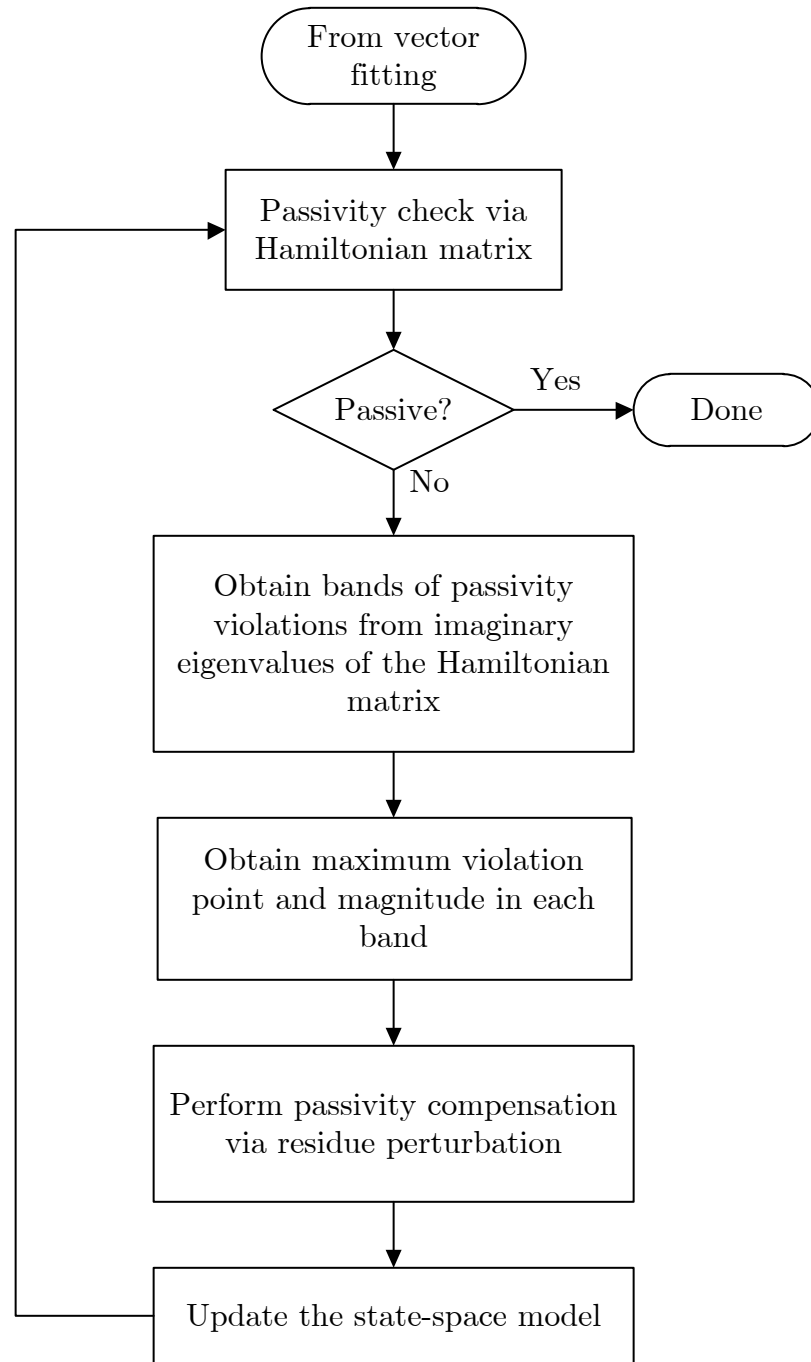 From vector
fitting
Passivity check via
Hamiltonian matrix
Passive?
Yes
Done
No
Obtain bands of passivity
violations from imaginary
eigenvalues of the Hamiltonian
matrix
Obtain maximum violation
point and magnitude in each
band
Perform passivity compensation
via residue perturbation
Update the state-space model